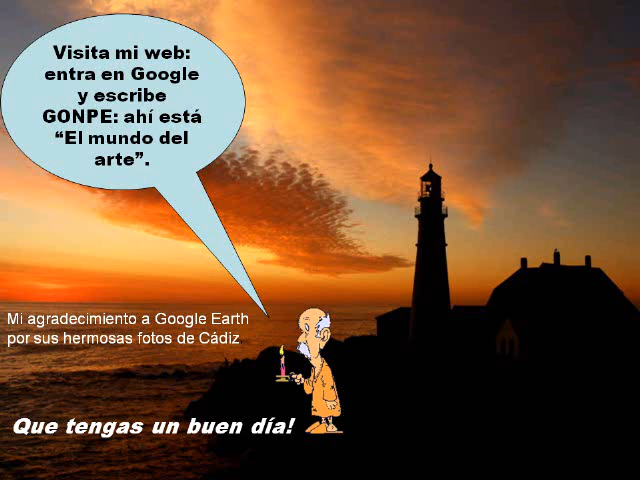 Visita mi web:
entra en Google
y escribe
GONPE: ahí está
“El mundo del
arte”.
Mi agradecimiento a Google Earth
por sus hermosas fotos de Cádiz.
Que tengas un buen día!